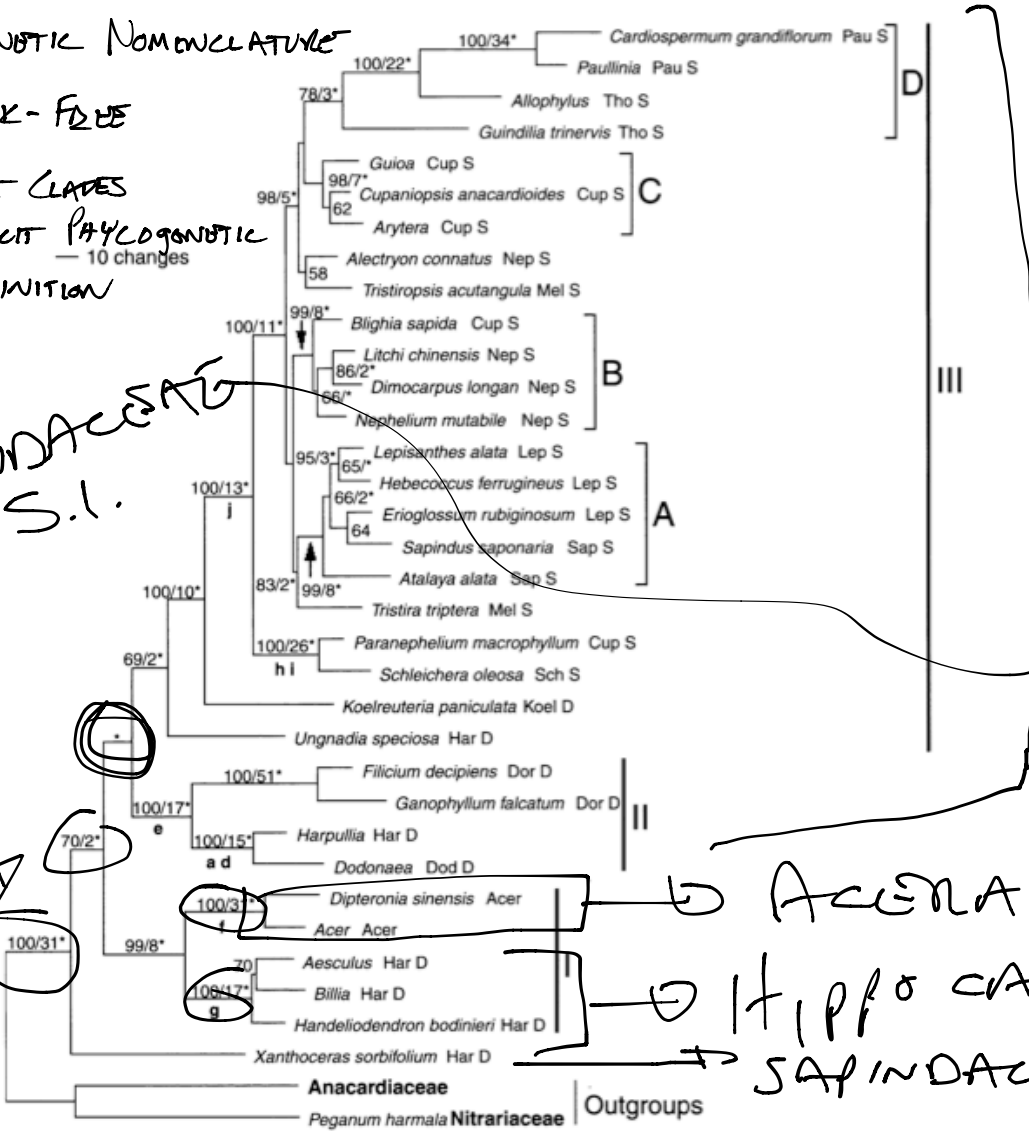 NETIC NOMENCLATURE
K-FREE
- CLADES
CIT PHYCOGONETIC
10 changes
INITION
NDACEAE
S.l.
100/34*
Cardiospermum grandiflorum Pau S
100/22*
Paullinia Pau S
78/3*
Allophylus Tho S
D
Guindilia trinervis Tho S
Guioa Cup S
98/7*
98/5*
Cupaniopsis anacardioides Cup S
C
62
Arytera Cup S
Alectryon connatus Nep S
58
Tristiropsis acutangula Mel S
99/8*
100/11*
Blighia sapida Cup S
Litchi chinensis Nep S
86/2*
B
III
Dimocarpus longan Nep S
66/*
Nephelium mutabile Nep S
95/3*
Lepisanthes alata Lep S
65/*
100/13*
Hebecoccus ferrugineus Lep S
j
66/2*
Erioglossum rubiginosum Lep S
A
64
Sapindus saponaria Sap S
83/2*
Atalaya alata Sap S
99/8*
100/10*
Tristira triptera Mel S
100/26*
Paranephelium macrophyllum Cup S
69/2*
h i
Schleichera oleosa Sch S
Koelreuteria paniculata Koel D
*
Ungnadia speciosa Har D
100/51*
Filicium decipiens Dor D
100/17*
Ganophyllum falcatum Dor D
e
II
70/2*
100/15*
Harpullia Har D
a d
Dodonaea Dod D
100/31*
Dipteronia sinensis Acer
ACERA
f
Acer Acer
100/31*
99/8*
70
Aesculus Har D
I
100/17*
Billia Har D
HIPPOCA
g
Handeliodendron bodinieri Har D
Xanthoceras sorbifolium Har D
SAPINDAC
Anacardiaceae
Outgroups
Peganum harmala Nitrariaceae